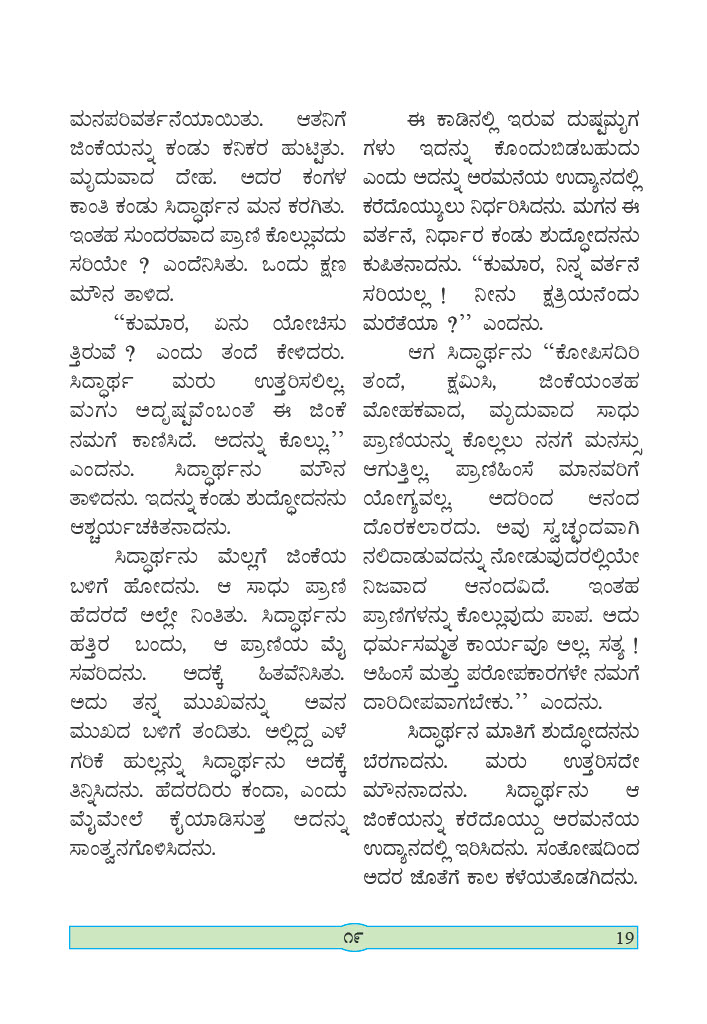 ಮನಪರಿವರ್ತನೆಯಾಯಿತು. ಆತನಿಗೆ
ಜಿಂಕೆಯನ್ನು ಕಂಡು ಕನಿಕರ ಹುಟ್ಟಿತು.
ಮೃದುವಾದ ದೇಹ. ಅದರ ಕಂಗಳ
ಕಾಂತಿ ಕಂಡು ಸಿದ್ಧಾರ್ಥನ ಮನ ಕರಗಿತು.
ಇಂತಹ ಸುಂದರವಾದ ಪ್ರಾಣಿ ಕೊಲ್ಲುವದು
ಸರಿಯೇ ? ಎಂದೆನಿಸಿತು. ಒಂದು ಕ್ಷಣ
ಮೌನ ತಾಳಿದ.
‘‘ಕುಮಾರ, ಏನು ಯೋಚಿಸು
ತ್ತಿರುವೆ ? ಎಂದು ತಂದೆ ಕೇಳಿದರು.
ಸಿದ್ಧಾರ್ಥ ಮರು ಉತ್ತರಿಸಲಿಲ್ಲ.
ಮಗು ಅದೃಷ್ಟವೆಂಬಂತೆ ಈ ಜಿಂಕೆ
ನಮಗೆ ಕಾಣಿಸಿದೆ. ಅದನ್ನು ಕೊಲ್ಲು.’’
ಎಂದನು. ಸಿದ್ಧಾರ್ಥನು ಮೌನ
ತಾಳಿದನು. ಇದನ್ನು ಕಂಡು ಶುದ್ಧೋದನನು
ಆಶ್ಚರ್ಯಚಕಿತನಾದನು.
ಸಿದ್ಧಾರ್ಥನು ಮೆಲ್ಲಗೆ ಜಿಂಕೆಯ
ಬಳಿಗೆ ಹೋದನು. ಆ ಸಾಧು ಪ್ರಾಣಿ
ಹೆದರದೆ ಅಲ್ಲೇ ನಿಂತಿತು. ಸಿದ್ಧಾರ್ಥನು
ಹತ್ತಿರ ಬಂದು, ಆ ಪ್ರಾಣಿಯ ಮೈ
ಸವರಿದನು. ಅದಕ್ಕೆ ಹಿತವೆನಿಸಿತು.
ಅದು ತನ್ನ ಮುಖವನ್ನು ಅವನ
ಮುಖದ ಬಳಿಗೆ ತಂದಿತು. ಅಲ್ಲಿದ್ದ ಎಳೆ
ಗರಿಕೆ ಹುಲ್ಲನ್ನು ಸಿದ್ಧಾರ್ಥನು ಅದಕ್ಕೆ
ತಿನ್ನಿಸಿದನು. ಹೆದರದಿರು ಕಂದಾ, ಎಂದು
ಮೈಮೇಲೆ ಕೈಯಾಡಿಸುತ್ತ ಅದನ್ನು
ಸಾಂತ್ವನಗೊಳಿಸಿದನು.
ಈ ಕಾಡಿನಲ್ಲಿ ಇರುವ ದುಷ್ಟಮೃಗ
ಗಳು ಇದನ್ನು ಕೊಂದುಬಿಡಬಹುದು
ಎಂದು ಅದನ್ನು ಅರಮನೆಯ ಉದ್ಯಾನದಲ್ಲಿ
ಕರೆದೊಯ್ಯುಲು ನಿರ್ಧರಿಸಿದನು. ಮಗನ ಈ
ವರ್ತನೆ, ನಿರ್ಧಾರ ಕಂಡು ಶುದ್ಧೋದನನು
ಕುಪಿತನಾದನು. ‘‘ಕುಮಾರ, ನಿನ್ನ ವರ್ತನೆ
ಸರಿಯಲ್ಲ ! ನೀನು ಕ್ಷತ್ರಿಯನೆಂದು
ಮರೆತೆಯಾ ?’’ ಎಂದನು.
ಆಗ ಸಿದ್ಧಾರ್ಥನು ‘‘ಕೋಪಿಸದಿರಿ
ತಂದೆ, ಕ್ಷಮಿಸಿ, ಜಿಂಕೆಯಂತಹ
ಮೋಹಕವಾದ, ಮೃದುವಾದ ಸಾಧು
ಪ್ರಾಣಿಯನ್ನು ಕೊಲ್ಲಲು ನನಗೆ ಮನಸ್ಸು
ಆಗುತ್ತಿಲ್ಲ. ಪ್ರಾಣಿಹಿಂಸೆ ಮಾನವರಿಗೆ
ಯೋಗ್ಯವಲ್ಲ. ಅದರಿಂದ ಆನಂದ
ದೊರಕಲಾರದು. ಅವು ಸ್ವಚ್ಛಂದವಾಗಿ
ನಲಿದಾಡುವದನ್ನು ನೋಡುವುದರಲ್ಲಿಯೇ
ನಿಜವಾದ ಆನಂದವಿದೆ. ಇಂತಹ
ಪ್ರಾಣಿಗಳನ್ನು ಕೊಲ್ಲುವುದು ಪಾಪ. ಅದು
ಧರ್ಮಸಮ್ಮತ ಕಾರ್ಯವೂ ಅಲ್ಲ. ಸತ್ಯ !
ಅಹಿಂಸೆ ಮತ್ತು ಪರೋಪಕಾರಗಳೇ ನಮಗೆ
ದಾರಿದೀಪವಾಗಬೇಕು.’’ ಎಂದನು.
ಸಿದ್ಧಾರ್ಥನ ಮಾತಿಗೆ ಶುದ್ಧೋದನನು
ಬೆರಗಾದನು. ಮರು ಉತ್ತರಿಸದೇ
ಮೌನನಾದನು. ಸಿದ್ಧಾರ್ಥನು ಆ
ಜಿಂಕೆಯನ್ನು ಕರೆದೊಯ್ದು ಅರಮನೆಯ
ಉದ್ಯಾನದಲ್ಲಿ ಇರಿಸಿದನು. ಸಂತೋಷದಿಂದ
ಅದರ ಜೊತೆಗೆ ಕಾಲ ಕಳೆಯತೊಡಗಿದನು.
೧೯
19